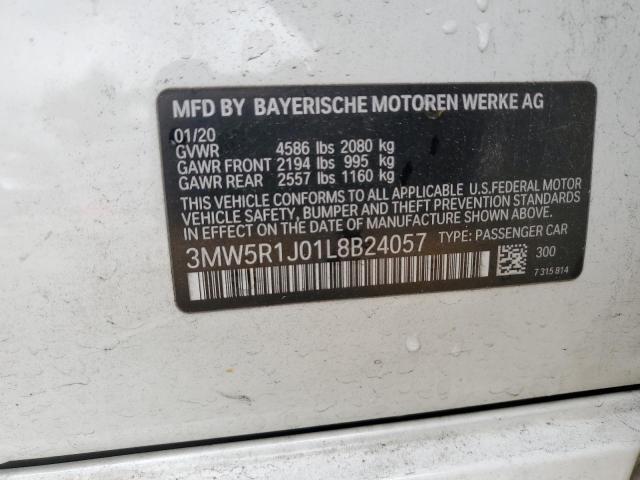 MFD BY BAYERISCHE MOTOREN WERKE AG
01/20
GVWR 4586 lbs 2080 kg
GAWR FRONT 2194 lbs 995 kg
GAWR REAR 2557 lbs 1160 kg
THIS VEHICLE CONFORMS TO ALL APPLICABLE U.S.FEDERAL MOTOR
VEHICLE SAFETY, BUMPER AND THEFT PREVENTION STANDARDS
IN EFFECT ON THE DATE OF MANUFACTURE SHOWN ABOVE.
3MW5R1J01L8B24057 TYPE: PASSENGER CAR
300
7 315 814